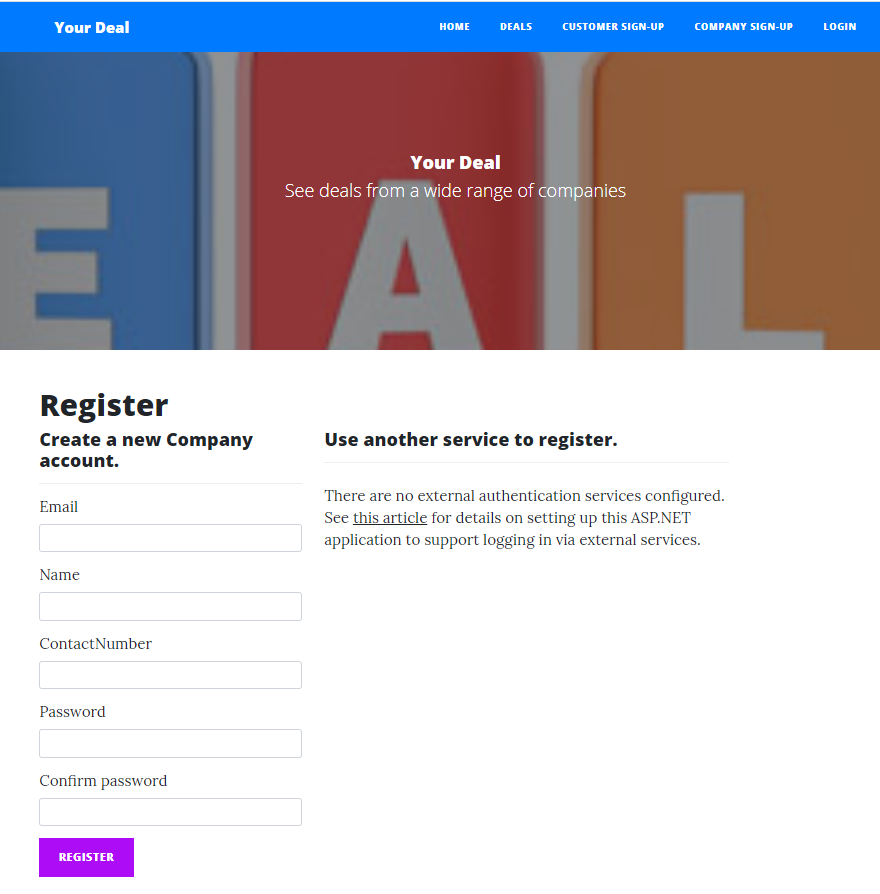 Your Deal
HOME DEALS CUSTOMER SIGN-UP COMPANY SIGN-UP LOGIN
E A L
Your Deal
See deals from a wide range of companies
Register
Create a new Company
account.
Email
Name
ContactNumber
Password
Confirm password
REGISTER
Use another service to register.
There are no external authentication services configured.
See this article for details on setting up this ASP.NET
application to support logging in via external services.